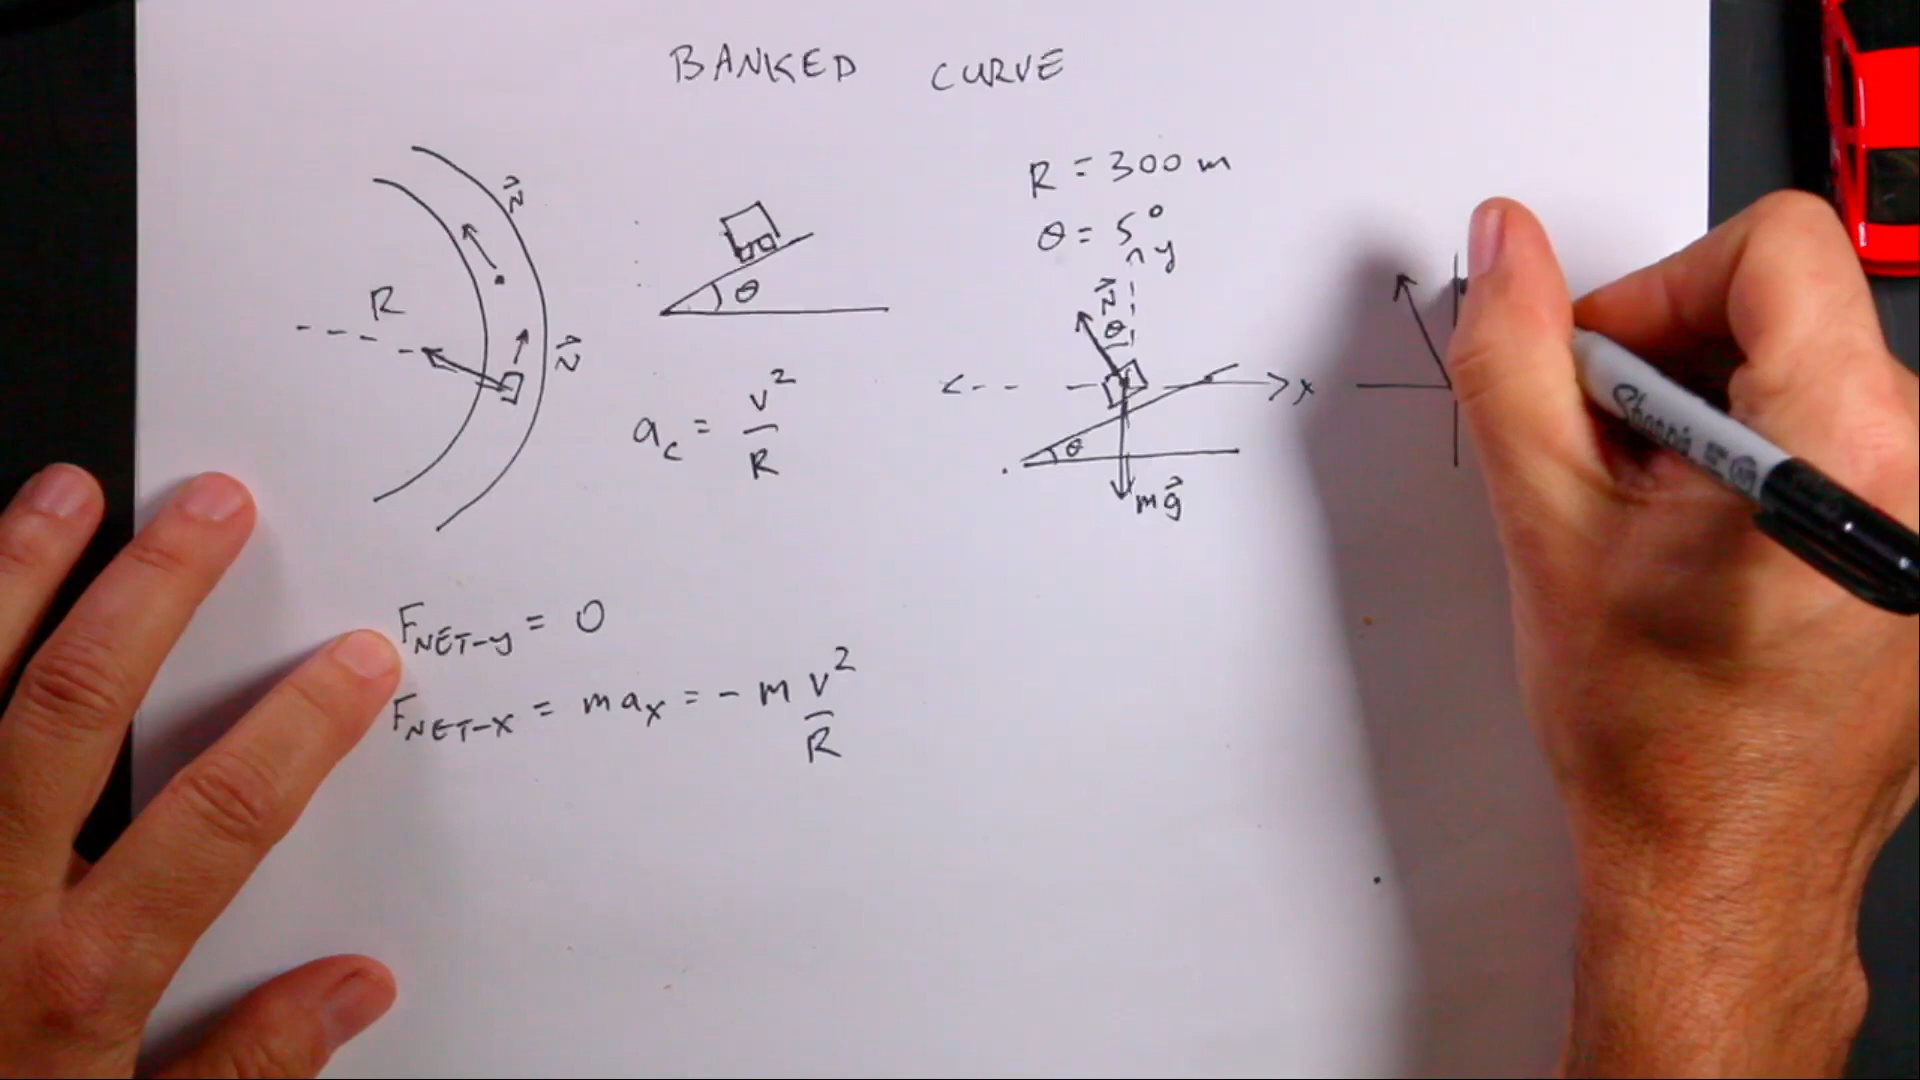 BANKED CURVE
R = 300 m
θ = 5°
y
N
θ
x
θ
mg⃗
v⃗
v⃗
R
θ
a_c = v²/R
F_NET-y = 0
F_NET-x = ma_x = - m v²/R
Sharpie